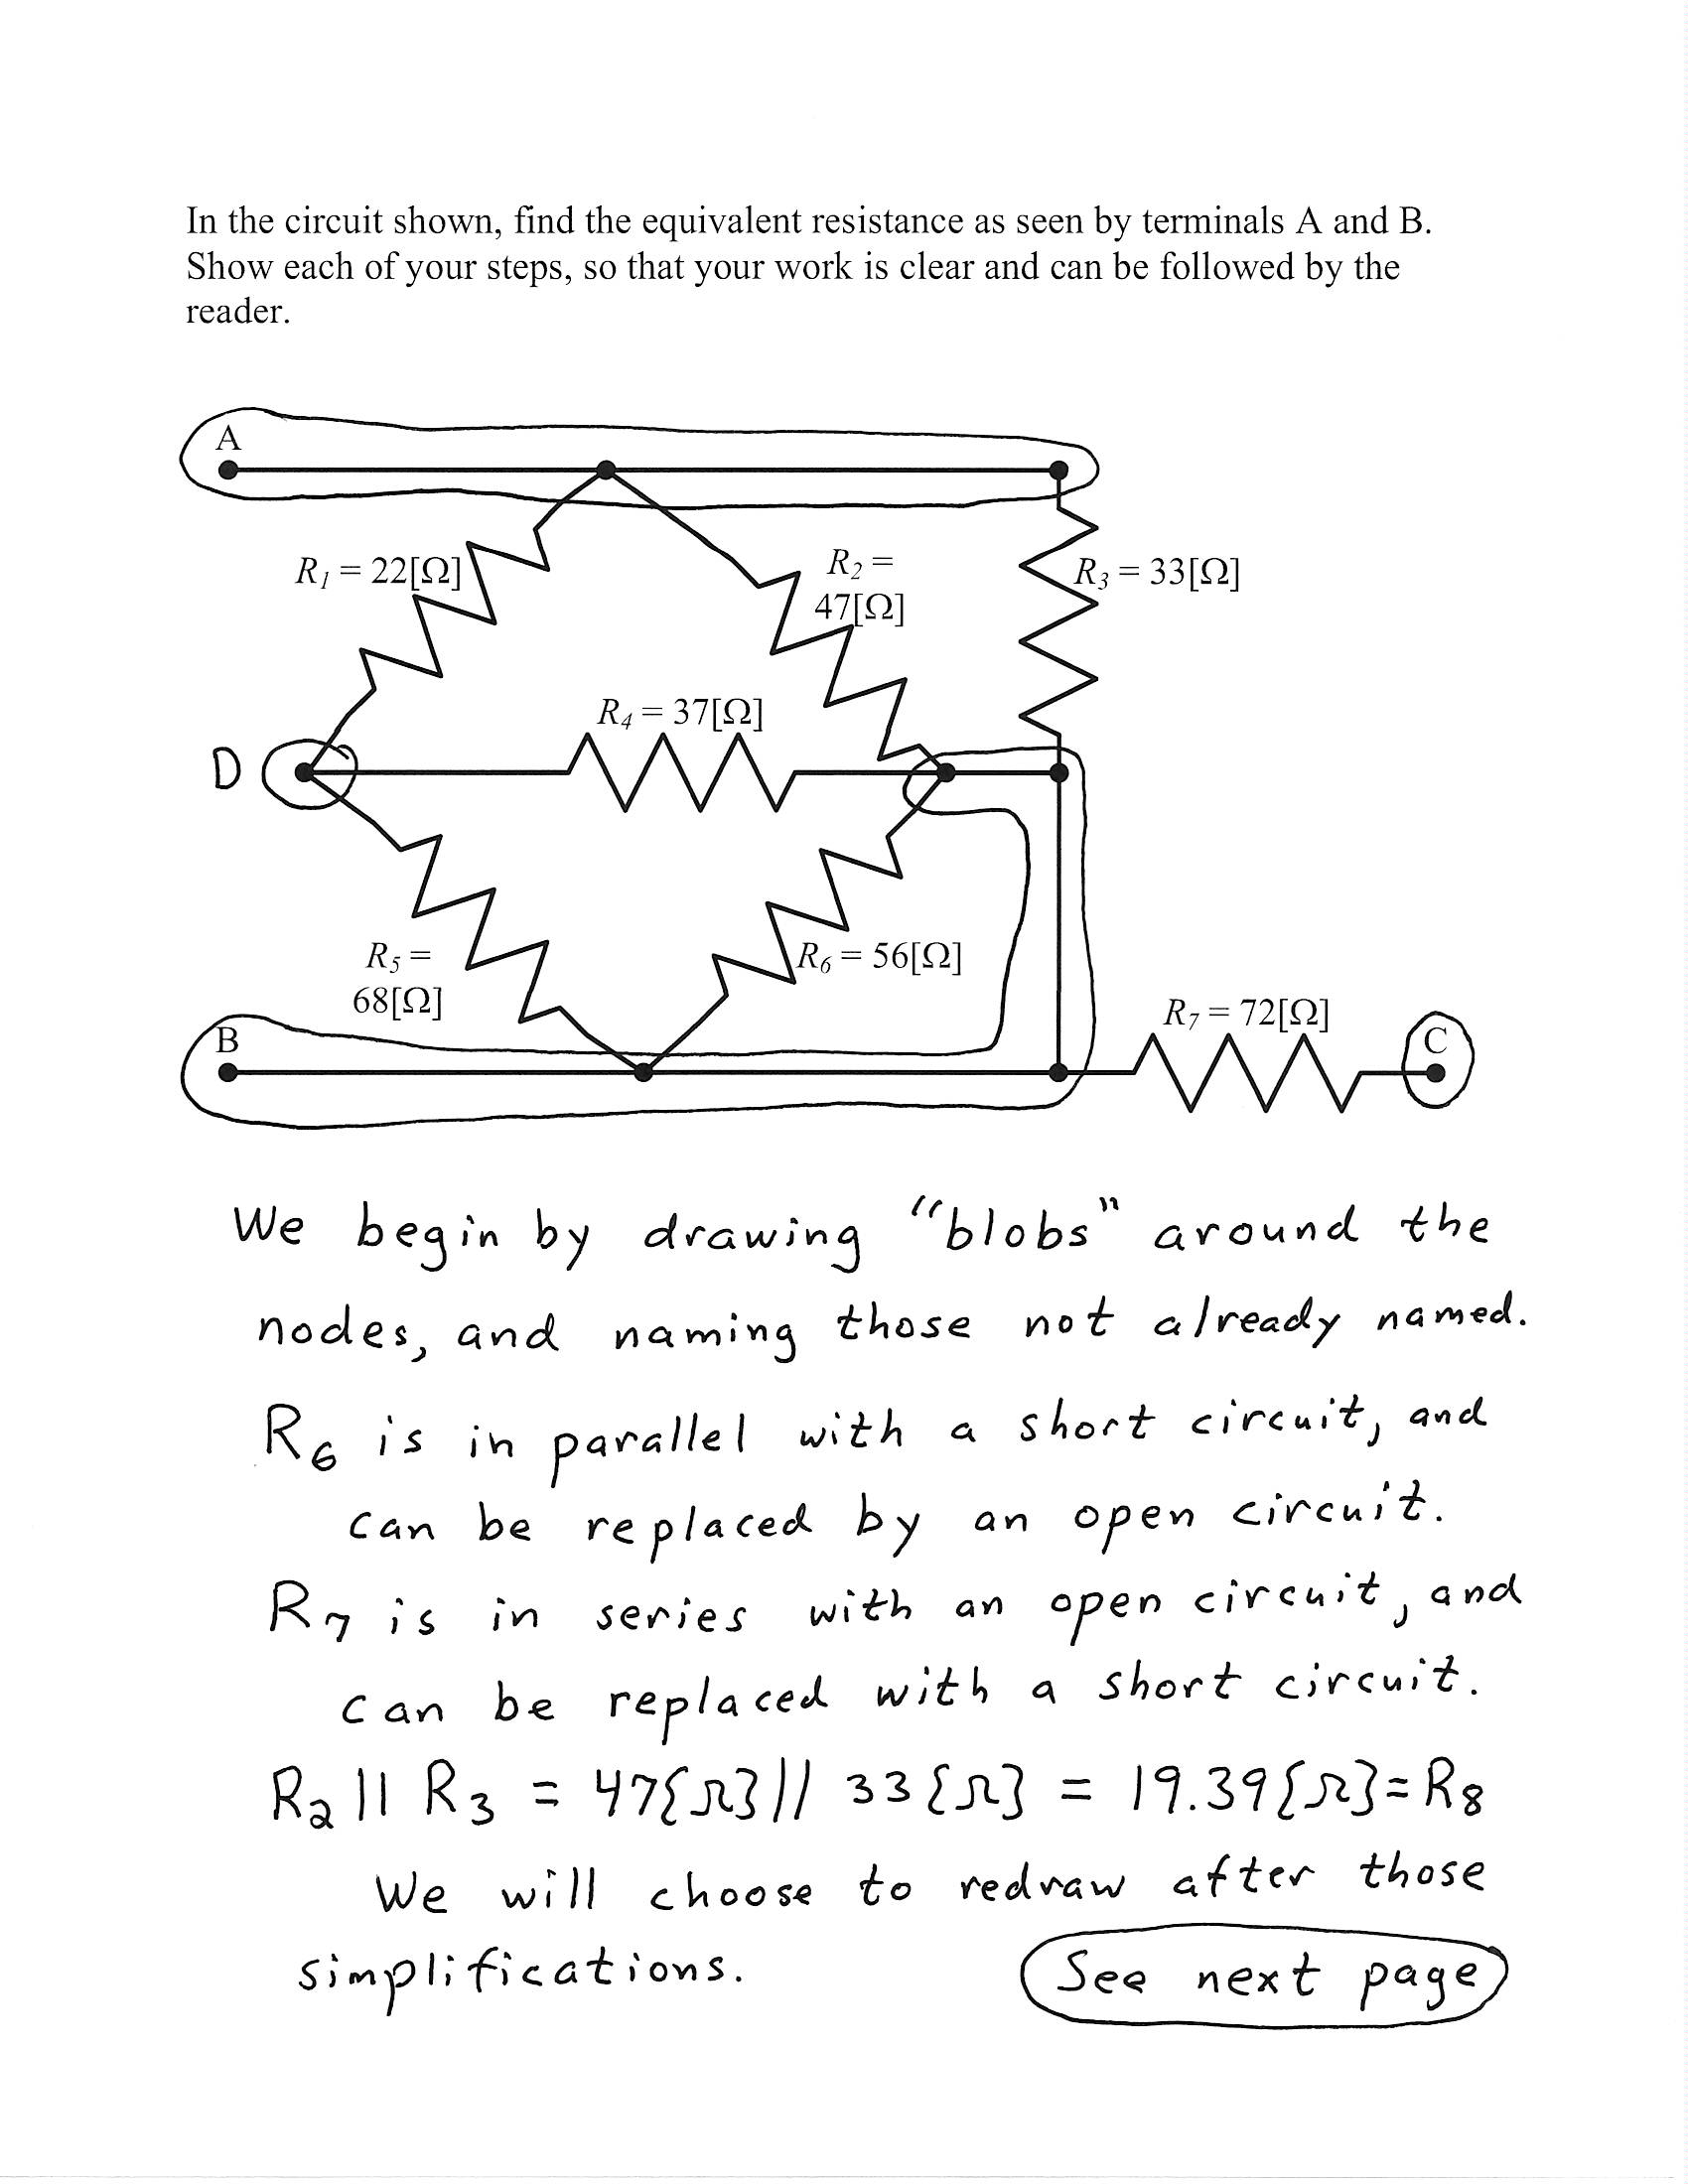 In the circuit shown, find the equivalent resistance as seen by terminals A and B.
Show each of your steps, so that your work is clear and can be followed by the
reader.
A
R₁ = 22[Ω]
R₂ =
47[Ω]
R₃ = 33[Ω]
R₄ = 37[Ω]
D
R₅ =
68[Ω]
R₆ = 56[Ω]
B
R₇ = 72[Ω]
C
We begin by drawing "blobs" around the
nodes, and naming those not already named.
R₆ is in parallel with a short circuit, and
can be replaced by an open circuit.
R₇ is in series with an open circuit, and
can be replaced with a short circuit.
R₂ || R₃ = 47[Ω] || 33[Ω] = 19.39[Ω] = R₈
We will choose to redraw after those
simplifications.
See next page